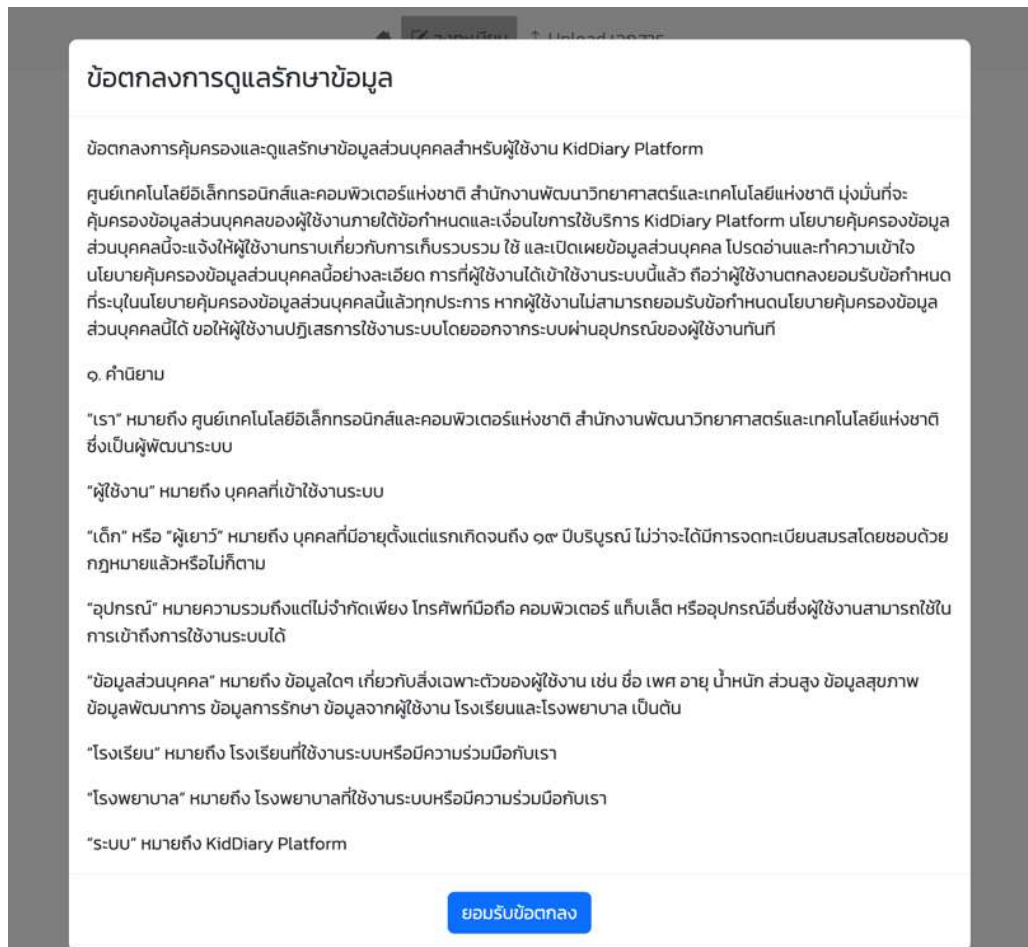 ลงทะเบียน Upload เอกสาร
ข้อตกลงการดูแลรักษาข้อมูล
ข้อตกลงการคุ้มครองและดูแลรักษาข้อมูลส่วนบุคคลสำหรับผู้ใช้งาน KidDiary Platform
ศูนย์เทคโนโลยีอิเล็กทรอนิกส์และคอมพิวเตอร์แห่งชาติ สำนักงานพัฒนาวิทยาศาสตร์และเทคโนโลยีแห่งชาติ มุ่งมั่นที่จะ
คุ้มครองข้อมูลส่วนบุคคลของผู้ใช้งานภายใต้ข้อกำหนดและเงื่อนไขการใช้บริการ KidDiary Platform นโยบายคุ้มครองข้อมูล
ส่วนบุคคลนี้จะแจ้งให้ผู้ใช้งานทราบเกี่ยวกับการเก็บรวบรวม ใช้ และเปิดเผยข้อมูลส่วนบุคคล โปรดอ่านและทำความเข้าใจ
นโยบายคุ้มครองข้อมูลส่วนบุคคลนี้อย่างละเอียด การที่ผู้ใช้งานได้เข้าใช้งานระบบนี้แล้ว ถือว่าผู้ใช้งานตกลงยอมรับข้อกำหนด
ที่ระบุในนโยบายคุ้มครองข้อมูลส่วนบุคคลนี้แล้วทุกประการ หากผู้ใช้งานไม่สามารถยอมรับข้อกำหนดนโยบายคุ้มครองข้อมูล
ส่วนบุคคลนี้ได้ ขอให้ผู้ใช้งานปฏิเสธการใช้งานระบบโดยออกจากระบบผ่านอุปกรณ์ของผู้ใช้งานทันที
๑. คำนิยาม
“เรา” หมายถึง ศูนย์เทคโนโลยีอิเล็กทรอนิกส์และคอมพิวเตอร์แห่งชาติ สำนักงานพัฒนาวิทยาศาสตร์และเทคโนโลยีแห่งชาติ
ซึ่งเป็นผู้พัฒนาระบบ
“ผู้ใช้งาน” หมายถึง บุคคลที่เข้าใช้งานระบบ
“เด็ก” หรือ “ผู้เยาว์” หมายถึง บุคคลที่มีอายุตั้งแต่แรกเกิดจนถึง ๑๙ ปีบริบูรณ์ ไม่ว่าจะได้มีการจดทะเบียนสมรสโดยชอบด้วย
กฎหมายแล้วหรือไม่ก็ตาม
“อุปกรณ์” หมายความรวมถึงแต่ไม่จำกัดเพียง โทรศัพท์มือถือ คอมพิวเตอร์ แท็บเล็ต หรืออุปกรณ์อื่นซึ่งผู้ใช้งานสามารถใช้ใน
การเข้าถึงการใช้งานระบบได้
“ข้อมูลส่วนบุคคล” หมายถึง ข้อมูลใดๆ เกี่ยวกับสิ่งเฉพาะตัวของผู้ใช้งาน เช่น ชื่อ เพศ อายุ น้ำหนัก ส่วนสูง ข้อมูลสุขภาพ
ข้อมูลพัฒนาการ ข้อมูลการรักษา ข้อมูลจากผู้ใช้งาน โรงเรียนและโรงพยาบาล เป็นต้น
“โรงเรียน” หมายถึง โรงเรียนที่ใช้งานระบบหรือมีความร่วมมือกับเรา
“โรงพยาบาล” หมายถึง โรงพยาบาลที่ใช้งานระบบหรือมีความร่วมมือกับเรา
“ระบบ” หมายถึง KidDiary Platform
ยอมรับข้อตกลง